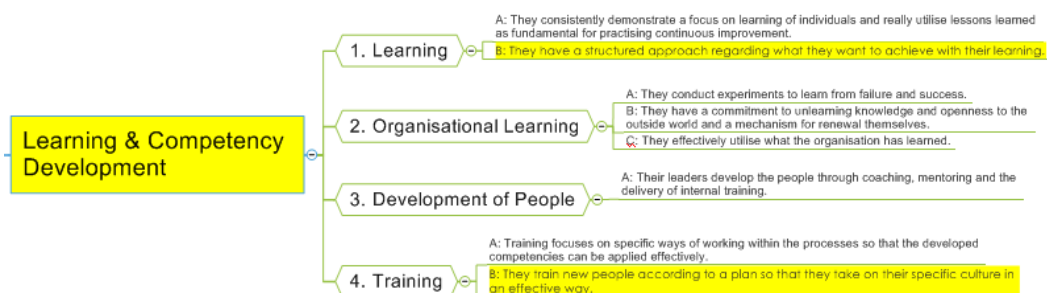 Learning & Competency
Development
1. Learning
A: They consistently demonstrate a focus on learning of individuals and really utilise lessons learned
as fundamental for practising continuous improvement.
B: They have a structured approach regarding what they want to achieve with their learning.
2. Organisational Learning
A: They conduct experiments to learn from failure and success.
B: They have a commitment to unlearning knowledge and openness to the
outside world and a mechanism for renewal themselves.
C: They effectively utilise what the organisation has learned.
3. Development of People
A: Their leaders develop the people through coaching, mentoring and the
delivery of internal training.
4. Training
A: Training focuses on specific ways of working within the processes so that the developed
competencies can be applied effectively.
B: They train new people according to a plan so that they take on their specific culture in
an effective way.